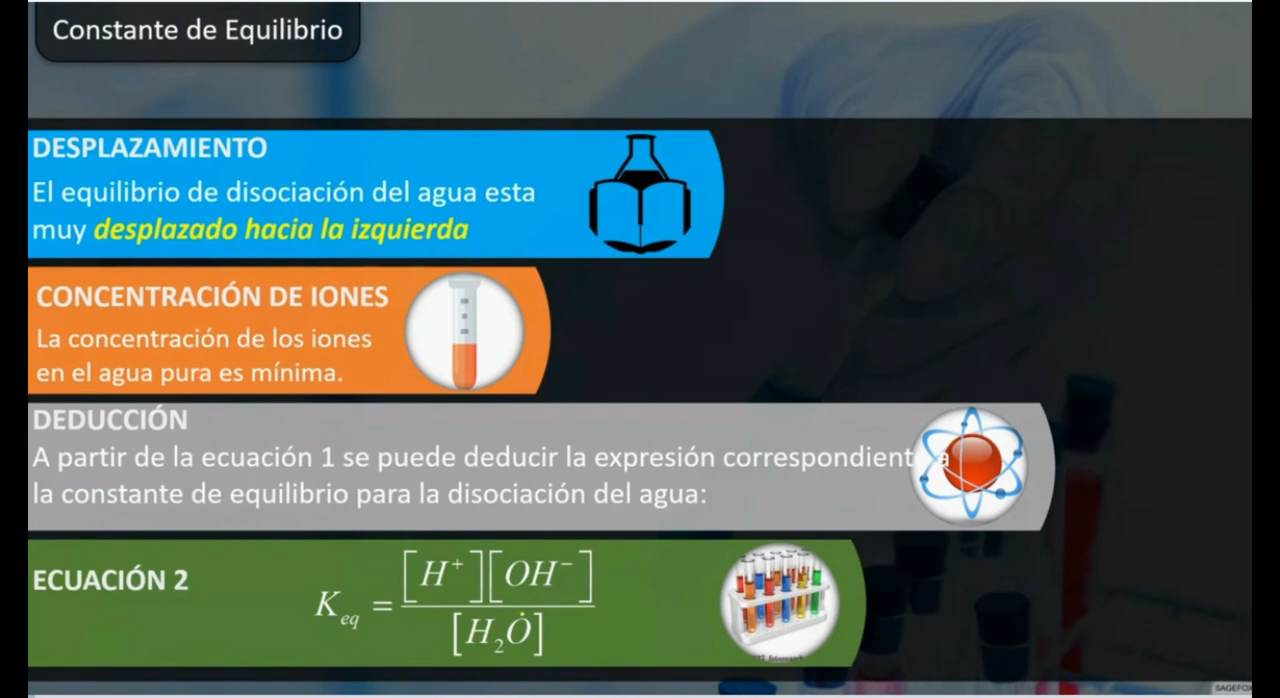 Constante de Equilibrio
DESPLAZAMIENTO
El equilibrio de disociación del agua esta
muy desplazado hacia la izquierda
CONCENTRACIÓN DE IONES
La concentración de los iones
en el agua pura es mínima.
DEDUCCIÓN
A partir de la ecuación 1 se puede deducir la expresión correspondient a
la constante de equilibrio para la disociación del agua:
ECUACIÓN 2
K_eq = [H⁺][OH⁻] / [H₂O]
SAGEFOX